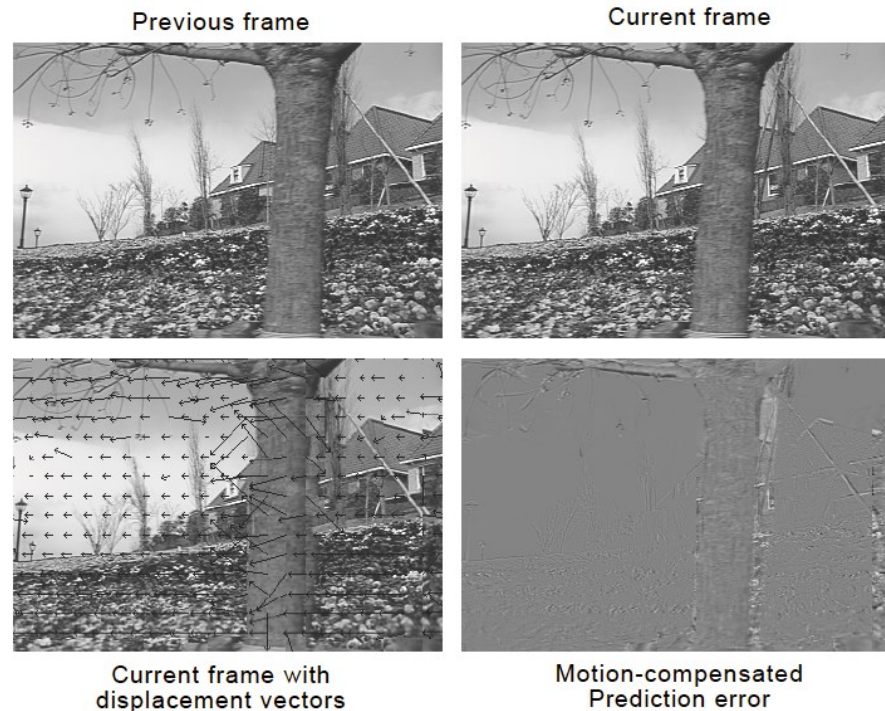 Previous frame
Current frame
Current frame with
displacement vectors
Motion-compensated
Prediction error